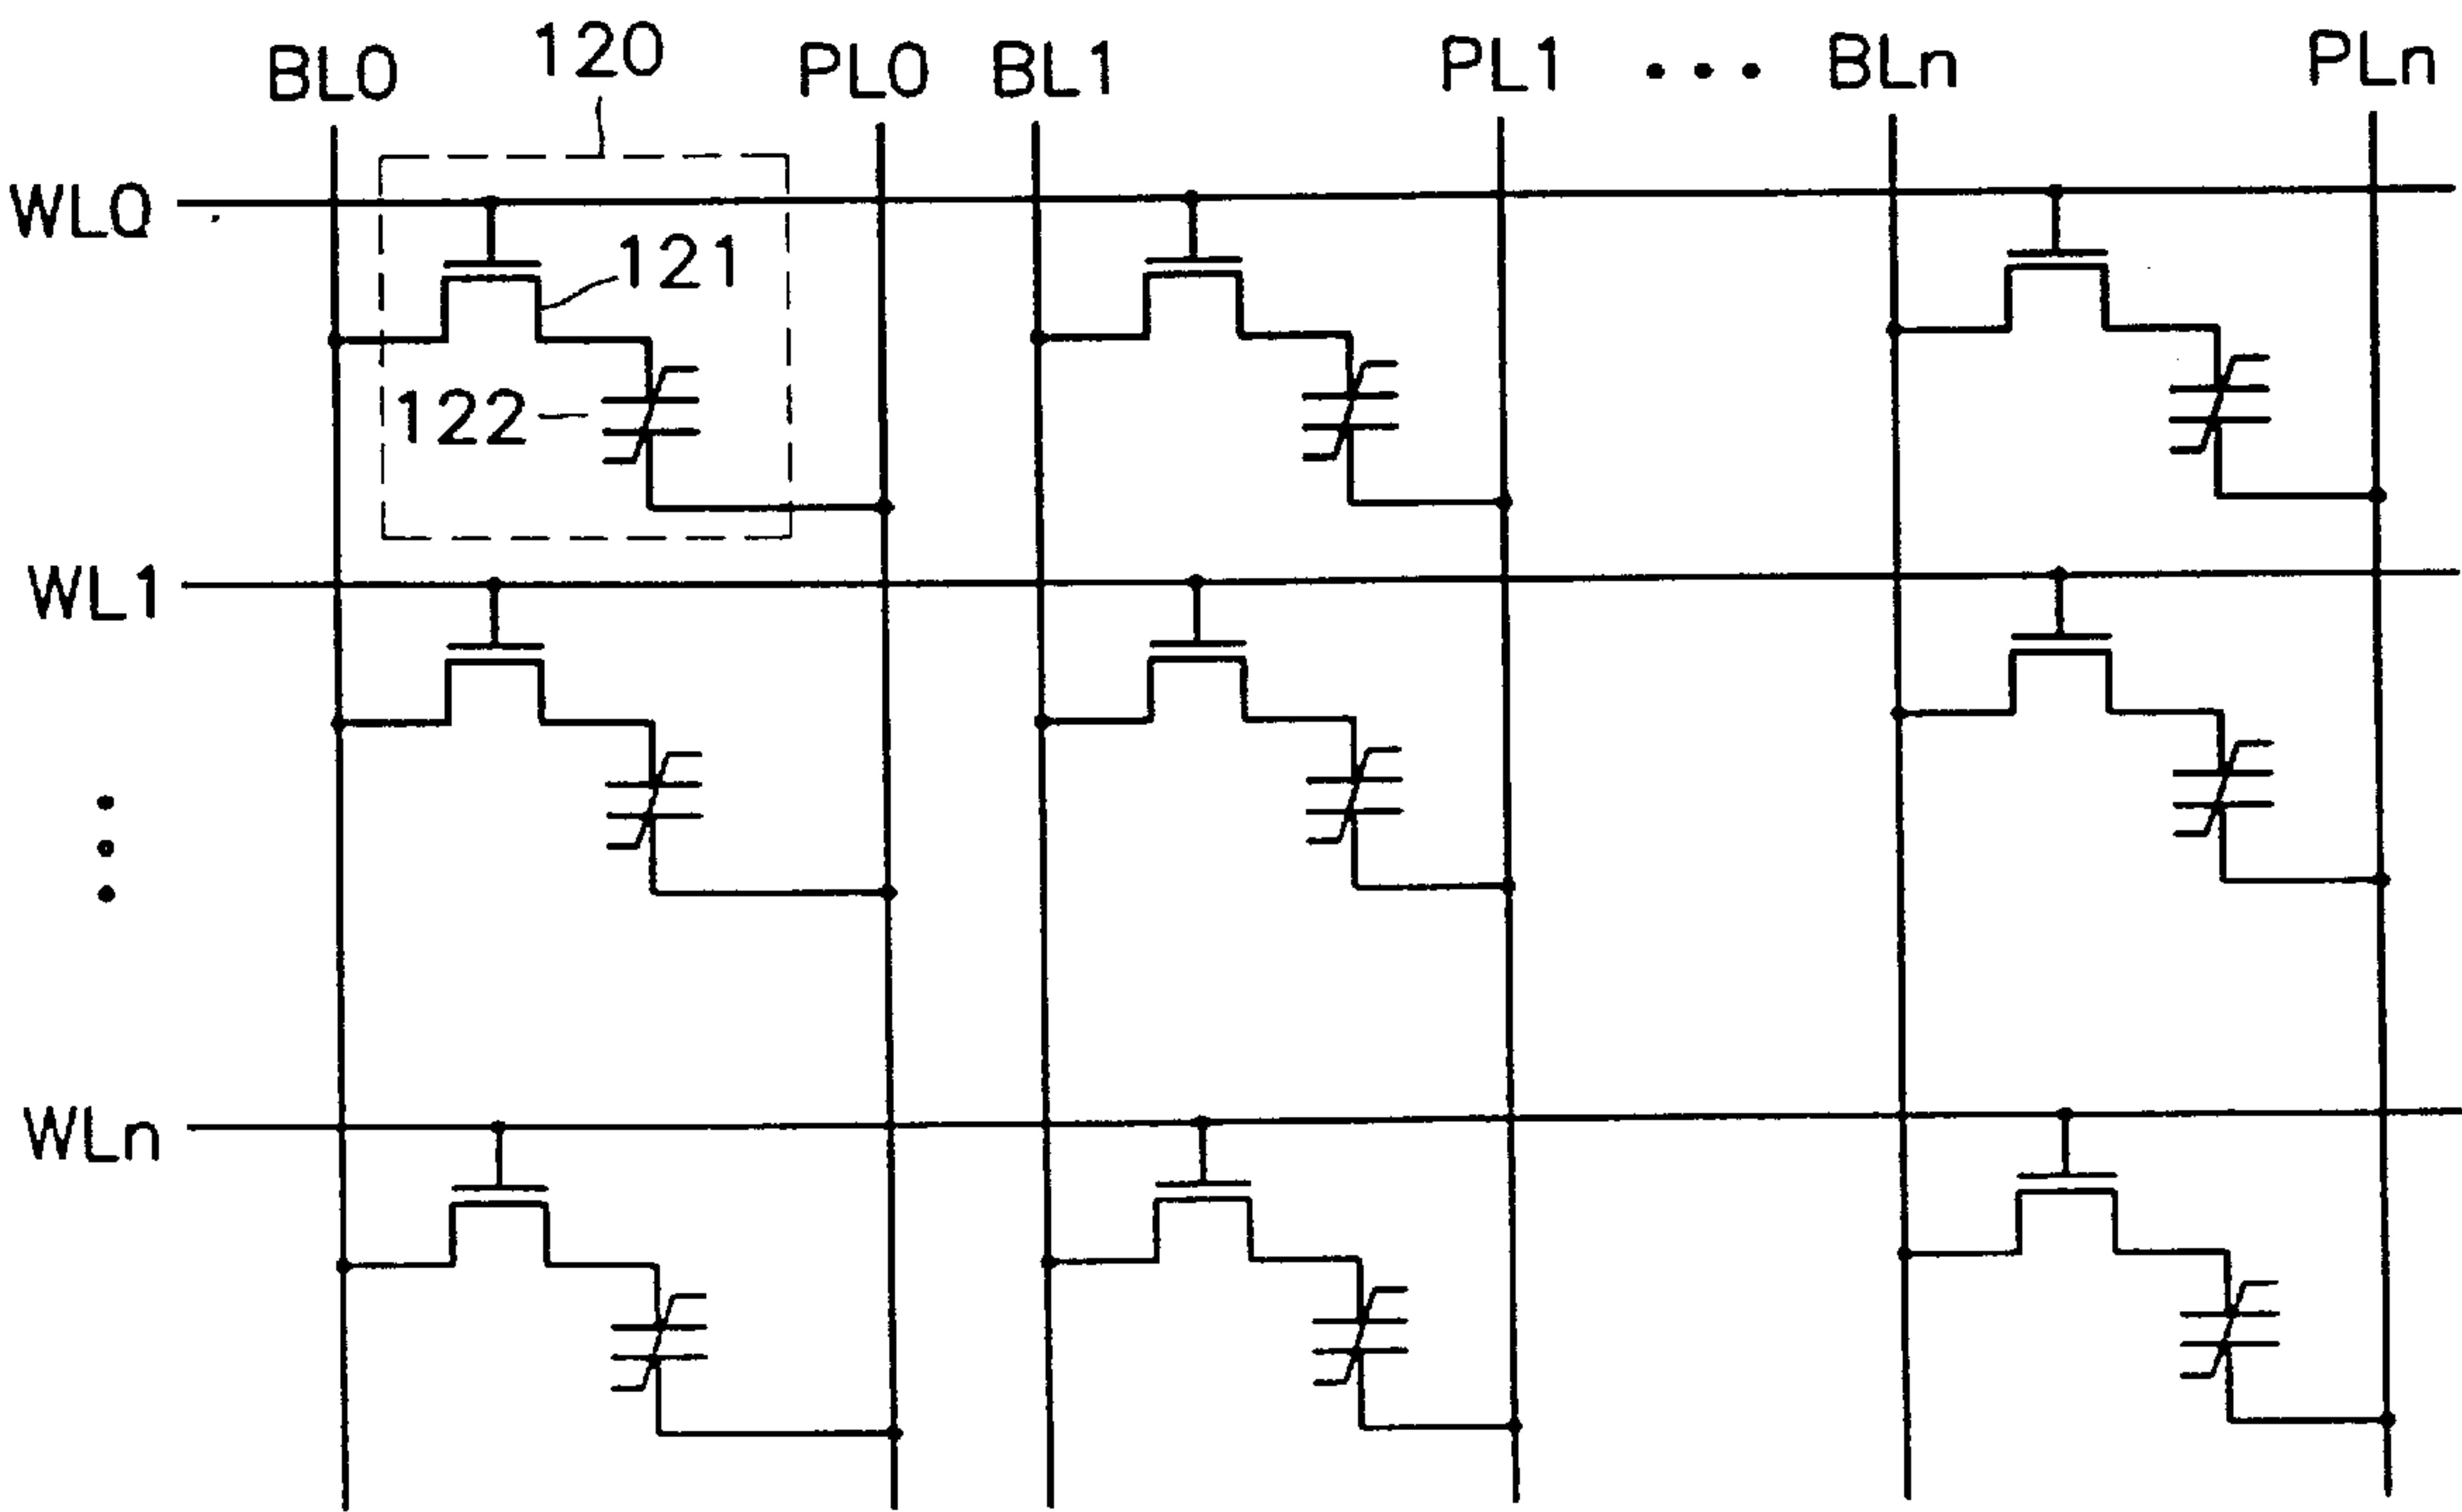 BL0 120 PL0 BL1 PL1 • • • BLn PLn
WL0
121
122
WL1
WLn